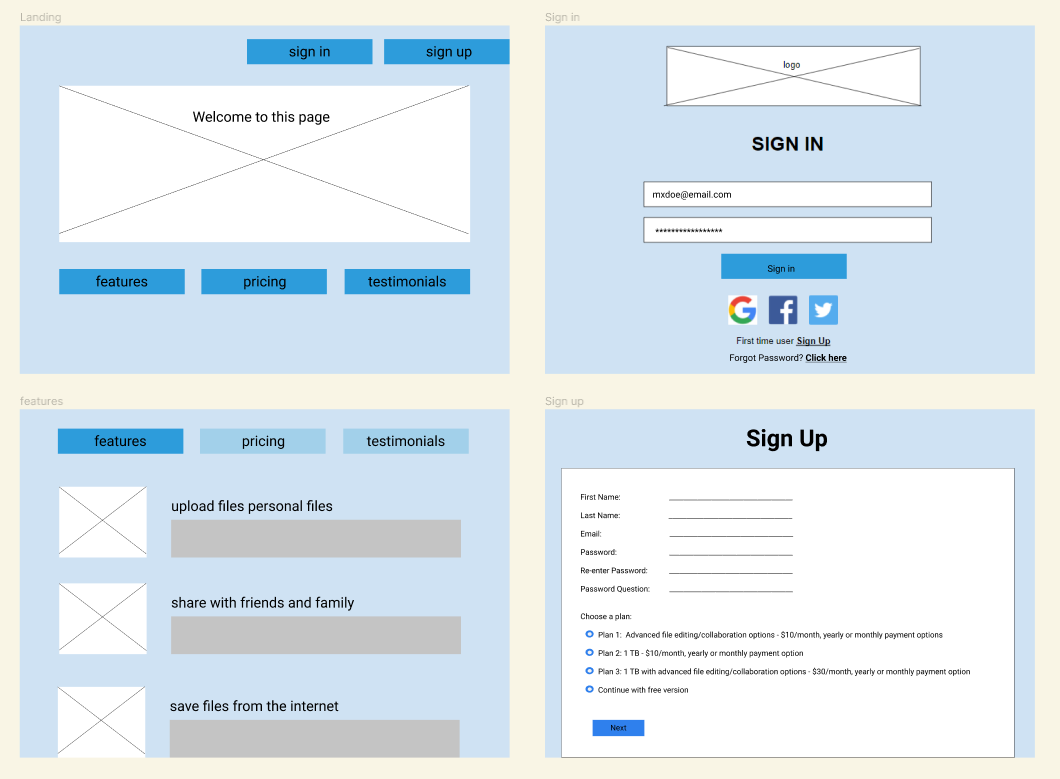 Landing
sign in
sign up
Welcome to this page
features
pricing
testimonials
Sign in
logo
SIGN IN
mxdoe@email.com
*****************
Sign in
First time user Sign Up
Forgot Password? Click here
features
features
pricing
testimonials
upload files personal files
share with friends and family
save files from the internet
Sign up
Sign Up
First Name:
Last Name:
Email:
Password:
Re-enter Password:
Password Question:
Choose a plan:
Plan 1: Advanced file editing/collaboration options - $10/month, yearly or monthly payment options
Plan 2: 1 TB - $10/month, yearly or monthly payment option
Plan 3: 1 TB with advanced file editing/collaboration options - $30/month, yearly or monthly payment option
Continue with free version
Next